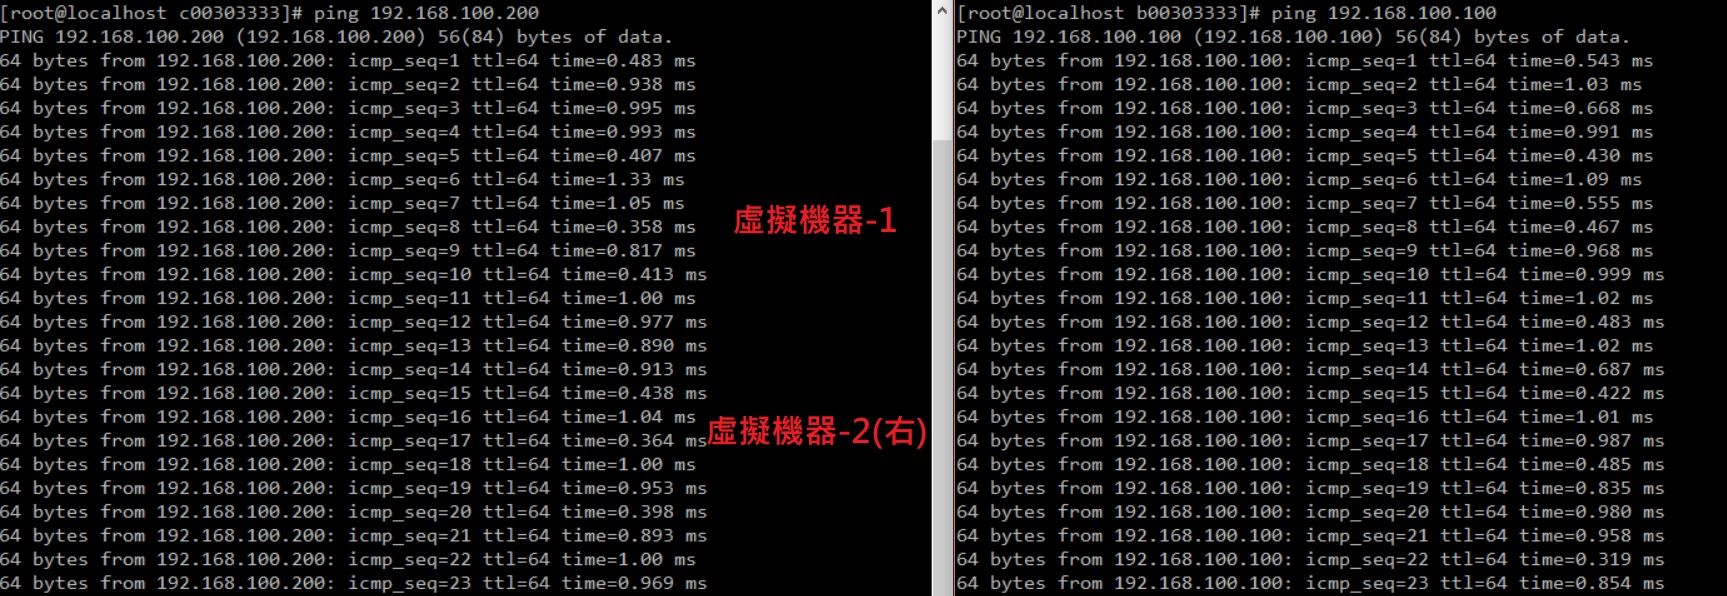 [root@localhost c00303333]# ping 192.168.100.200
PING 192.168.100.200 (192.168.100.200) 56(84) bytes of data.
64 bytes from 192.168.100.200: icmp_seq=1 ttl=64 time=0.483 ms
64 bytes from 192.168.100.200: icmp_seq=2 ttl=64 time=0.938 ms
64 bytes from 192.168.100.200: icmp_seq=3 ttl=64 time=0.995 ms
64 bytes from 192.168.100.200: icmp_seq=4 ttl=64 time=0.993 ms
64 bytes from 192.168.100.200: icmp_seq=5 ttl=64 time=0.407 ms
64 bytes from 192.168.100.200: icmp_seq=6 ttl=64 time=1.33 ms
64 bytes from 192.168.100.200: icmp_seq=7 ttl=64 time=1.05 ms
64 bytes from 192.168.100.200: icmp_seq=8 ttl=64 time=0.358 ms
64 bytes from 192.168.100.200: icmp_seq=9 ttl=64 time=0.817 ms
64 bytes from 192.168.100.200: icmp_seq=10 ttl=64 time=0.413 ms
64 bytes from 192.168.100.200: icmp_seq=11 ttl=64 time=1.00 ms
64 bytes from 192.168.100.200: icmp_seq=12 ttl=64 time=0.977 ms
64 bytes from 192.168.100.200: icmp_seq=13 ttl=64 time=0.890 ms
64 bytes from 192.168.100.200: icmp_seq=14 ttl=64 time=0.913 ms
64 bytes from 192.168.100.200: icmp_seq=15 ttl=64 time=0.438 ms
64 bytes from 192.168.100.200: icmp_seq=16 ttl=64 time=1.04 ms
64 bytes from 192.168.100.200: icmp_seq=17 ttl=64 time=0.364 ms
64 bytes from 192.168.100.200: icmp_seq=18 ttl=64 time=1.00 ms
64 bytes from 192.168.100.200: icmp_seq=19 ttl=64 time=0.953 ms
64 bytes from 192.168.100.200: icmp_seq=20 ttl=64 time=0.398 ms
64 bytes from 192.168.100.200: icmp_seq=21 ttl=64 time=0.893 ms
64 bytes from 192.168.100.200: icmp_seq=22 ttl=64 time=1.00 ms
64 bytes from 192.168.100.200: icmp_seq=23 ttl=64 time=0.969 ms
虛擬機器-1
虛擬機器-2(右)
[root@localhost b00303333]# ping 192.168.100.100
PING 192.168.100.100 (192.168.100.100) 56(84) bytes of data.
64 bytes from 192.168.100.100: icmp_seq=1 ttl=64 time=0.543 ms
64 bytes from 192.168.100.100: icmp_seq=2 ttl=64 time=1.03 ms
64 bytes from 192.168.100.100: icmp_seq=3 ttl=64 time=0.668 ms
64 bytes from 192.168.100.100: icmp_seq=4 ttl=64 time=0.991 ms
64 bytes from 192.168.100.100: icmp_seq=5 ttl=64 time=0.430 ms
64 bytes from 192.168.100.100: icmp_seq=6 ttl=64 time=1.09 ms
64 bytes from 192.168.100.100: icmp_seq=7 ttl=64 time=0.555 ms
64 bytes from 192.168.100.100: icmp_seq=8 ttl=64 time=0.467 ms
64 bytes from 192.168.100.100: icmp_seq=9 ttl=64 time=0.968 ms
64 bytes from 192.168.100.100: icmp_seq=10 ttl=64 time=0.999 ms
64 bytes from 192.168.100.100: icmp_seq=11 ttl=64 time=1.02 ms
64 bytes from 192.168.100.100: icmp_seq=12 ttl=64 time=0.483 ms
64 bytes from 192.168.100.100: icmp_seq=13 ttl=64 time=1.02 ms
64 bytes from 192.168.100.100: icmp_seq=14 ttl=64 time=0.687 ms
64 bytes from 192.168.100.100: icmp_seq=15 ttl=64 time=0.422 ms
64 bytes from 192.168.100.100: icmp_seq=16 ttl=64 time=1.01 ms
64 bytes from 192.168.100.100: icmp_seq=17 ttl=64 time=0.987 ms
64 bytes from 192.168.100.100: icmp_seq=18 ttl=64 time=0.485 ms
64 bytes from 192.168.100.100: icmp_seq=19 ttl=64 time=0.835 ms
64 bytes from 192.168.100.100: icmp_seq=20 ttl=64 time=0.980 ms
64 bytes from 192.168.100.100: icmp_seq=21 ttl=64 time=0.958 ms
64 bytes from 192.168.100.100: icmp_seq=22 ttl=64 time=0.319 ms
64 bytes from 192.168.100.100: icmp_seq=23 ttl=64 time=0.854 ms